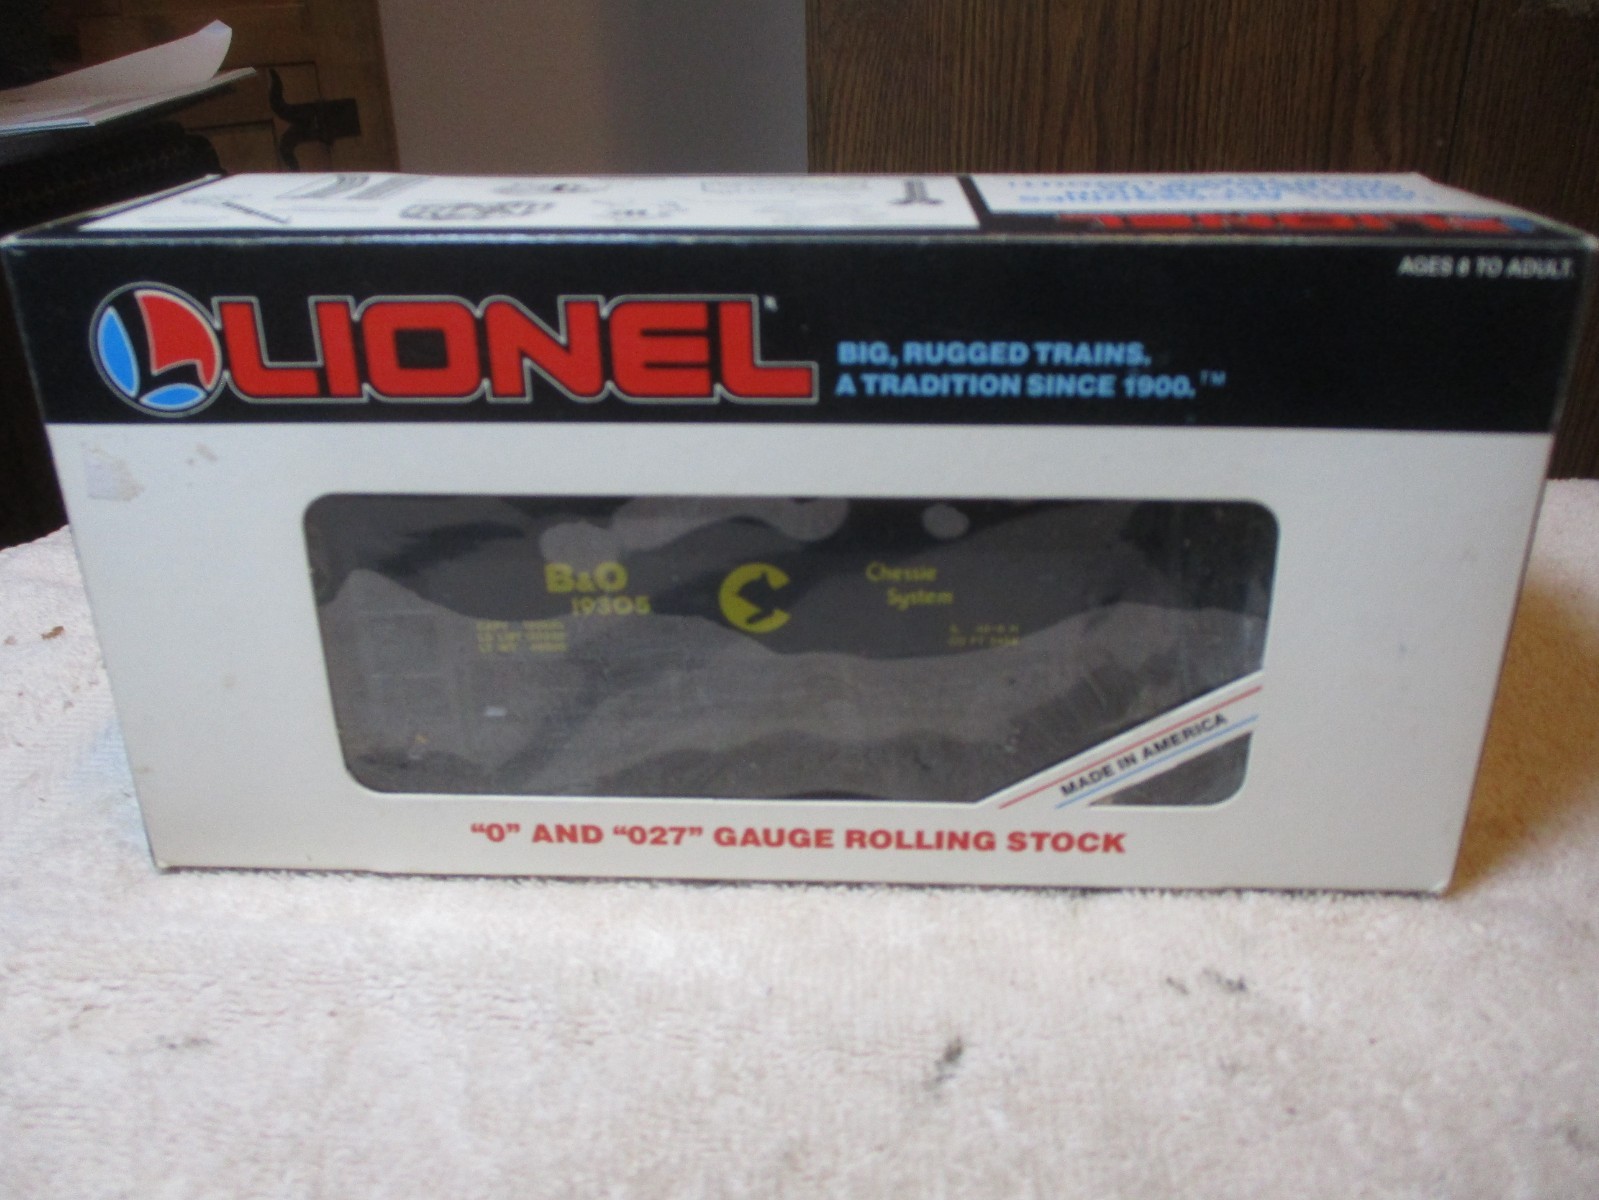 AGES 8 TO ADULT.
LIONEL
BIG, RUGGED TRAINS.
A TRADITION SINCE 1900.™
B&O
19305
Chessie
System
MADE IN AMERICA
"0" AND "027" GAUGE ROLLING STOCK